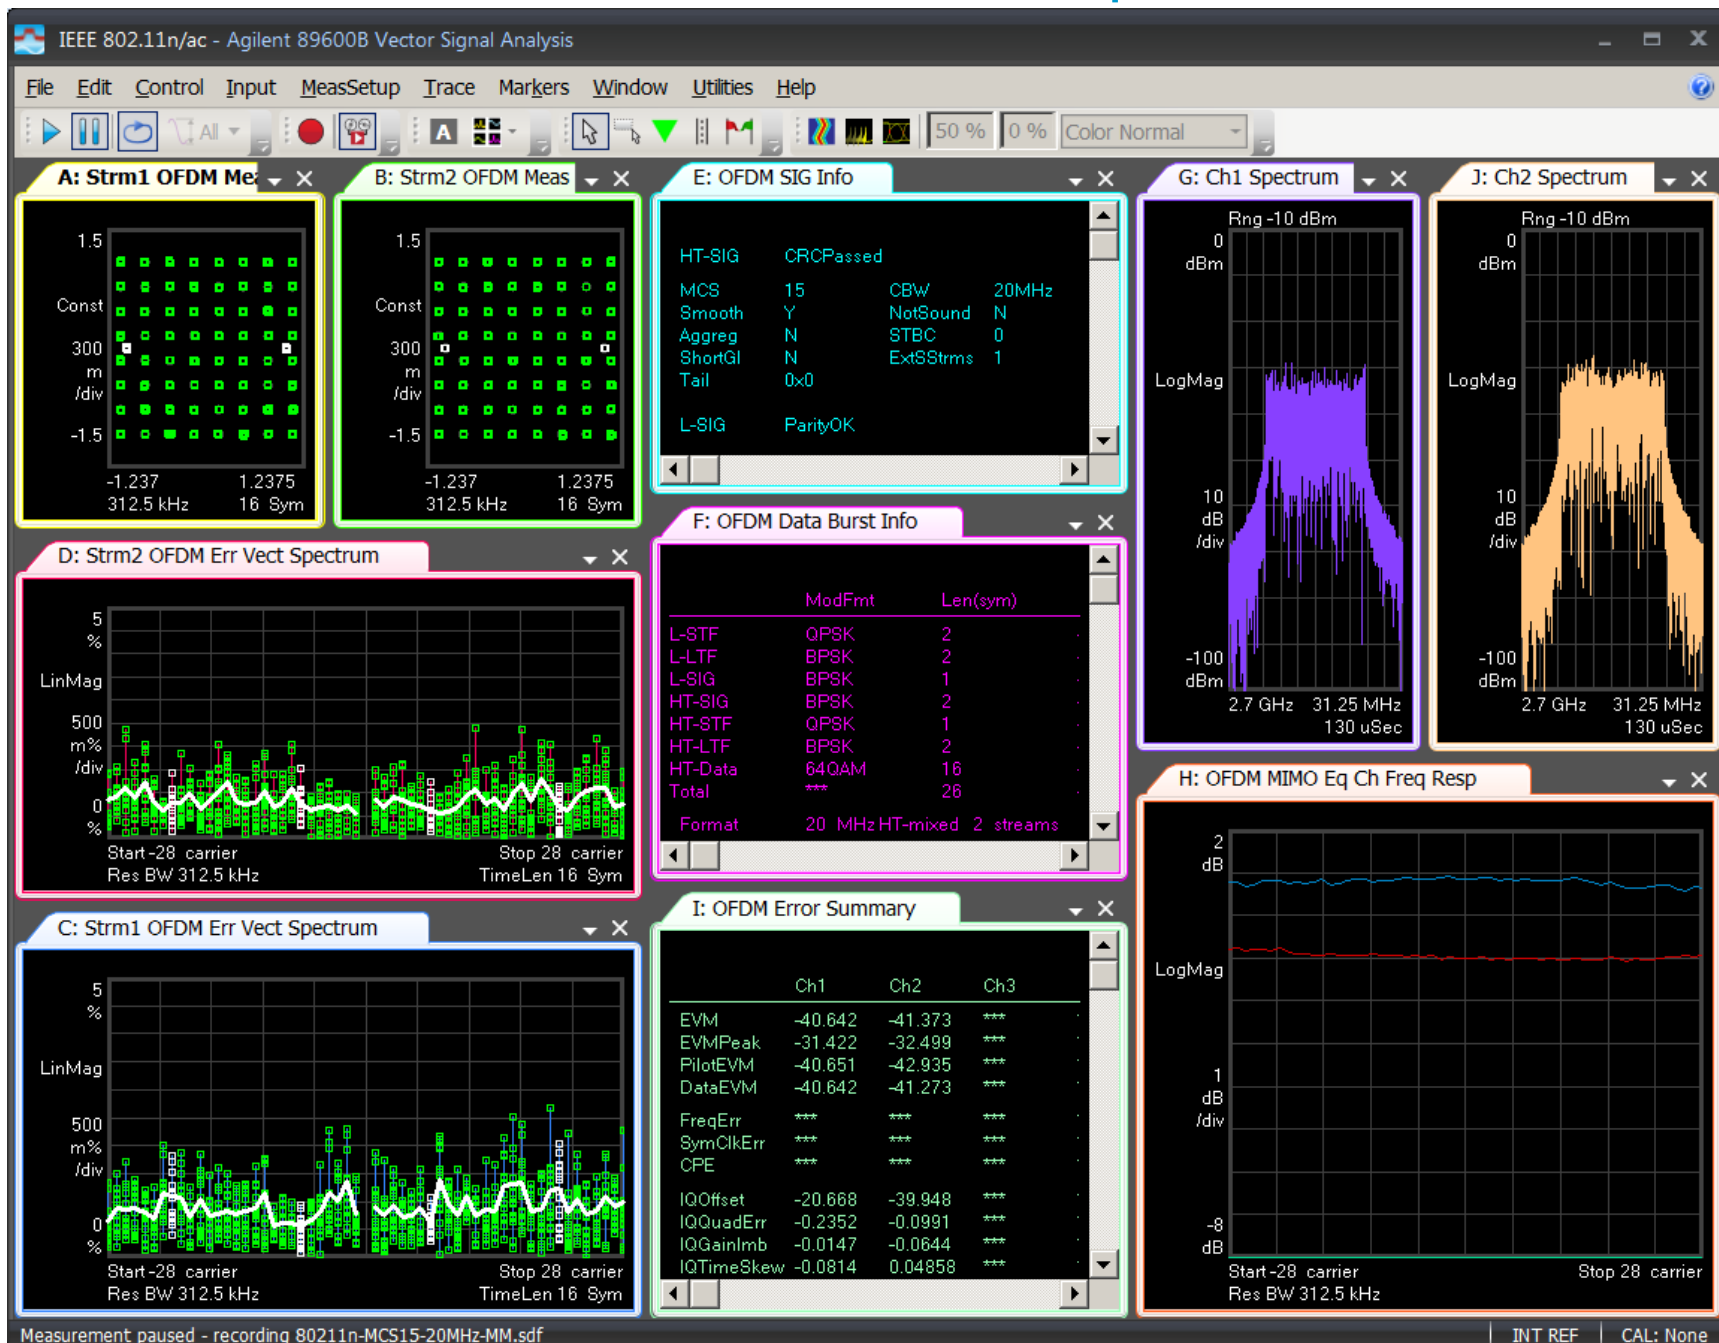 IEEE 802.11n/ac - Agilent 89600B Vector Signal Analysis
File Edit Control Input MeasSetup Trace Markers Window Utilities Help
All A 50 % 0 % Color Normal
A: Strm1 OFDM Mea
1.5
Const
300
m
/div
-1.5
-1.237 1.2375
312.5 kHz 16 Sym
B: Strm2 OFDM Meas
1.5
Const
300
m
/div
-1.5
-1.237 1.2375
312.5 kHz 16 Sym
E: OFDM SIG Info
HT-SIG CRCPassed
MCS 15 CBW 20MHz
Smooth Y NotSound N
Aggreg N STBC 0
ShortGI N ExtSStrms 1
Tail 0x0
L-SIG ParityOK
G: Ch1 Spectrum
Rng -10 dBm
0
dBm
LogMag
10
dB
/div
-100
dBm
2.7 GHz 31.25 MHz
130 uSec
J: Ch2 Spectrum
Rng -10 dBm
0
dBm
LogMag
10
dB
/div
-100
dBm
2.7 GHz 31.25 MHz
130 uSec
D: Strm2 OFDM Err Vect Spectrum
5
%
LinMag
500
m%
/div
0
%
Start -28 carrier Stop 28 carrier
Res BW 312.5 kHz TimeLen 16 Sym
F: OFDM Data Burst Info
ModFmt Len(sym)
L-STF QPSK 2
L-LTF BPSK 2
L-SIG BPSK 1
HT-SIG BPSK 2
HT-STF QPSK 1
HT-LTF BPSK 2
HT-Data 64QAM 16
Total *** 26
Format 20 MHz HT-mixed 2 streams
C: Strm1 OFDM Err Vect Spectrum
5
%
LinMag
500
m%
/div
0
%
Start -28 carrier Stop 28 carrier
Res BW 312.5 kHz TimeLen 16 Sym
I: OFDM Error Summary
Ch1 Ch2 Ch3
EVM -40.642 -41.373 ***
EVMPeak -31.422 -32.499 ***
PilotEVM -40.651 -42.935 ***
DataEVM -40.642 -41.273 ***
FreqErr *** *** ***
SymClkErr *** *** ***
CPE *** *** ***
IQOffset -20.668 -39.948 ***
IQQuadErr -0.2352 -0.0991 ***
IQGainImb -0.0147 -0.0644 ***
IQTimeSkew -0.0814 0.04858 ***
H: OFDM MIMO Eq Ch Freq Resp
2
dB
LogMag
1
dB
/div
-8
dB
Start -28 carrier Stop 28 carrier
Res BW 312.5 kHz
Measurement paused - recording 80211n-MCS15-20MHz-MM.sdf INT REF CAL: None